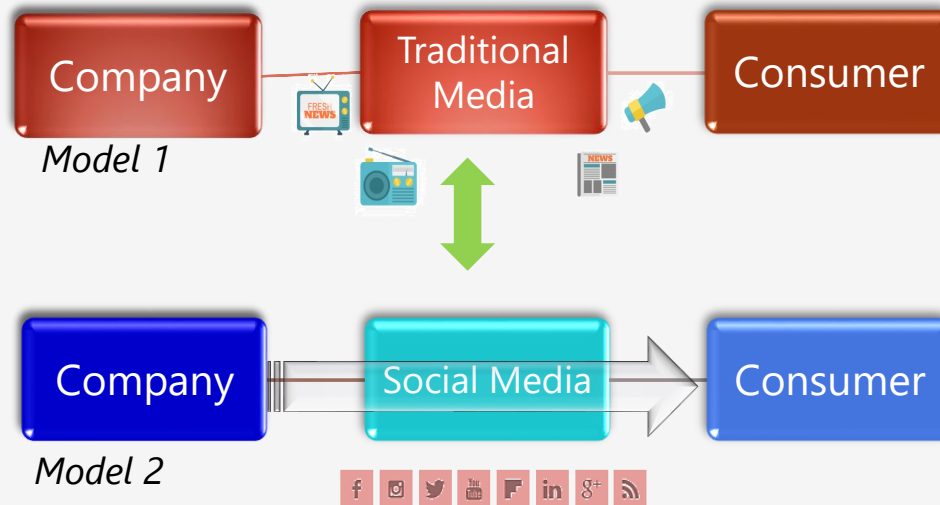 Company
Traditional
Media
Consumer
FRESH
NEWS
NEWS
Model 1
Company
Social Media
Consumer
Model 2
f
You
Tube
in
g+